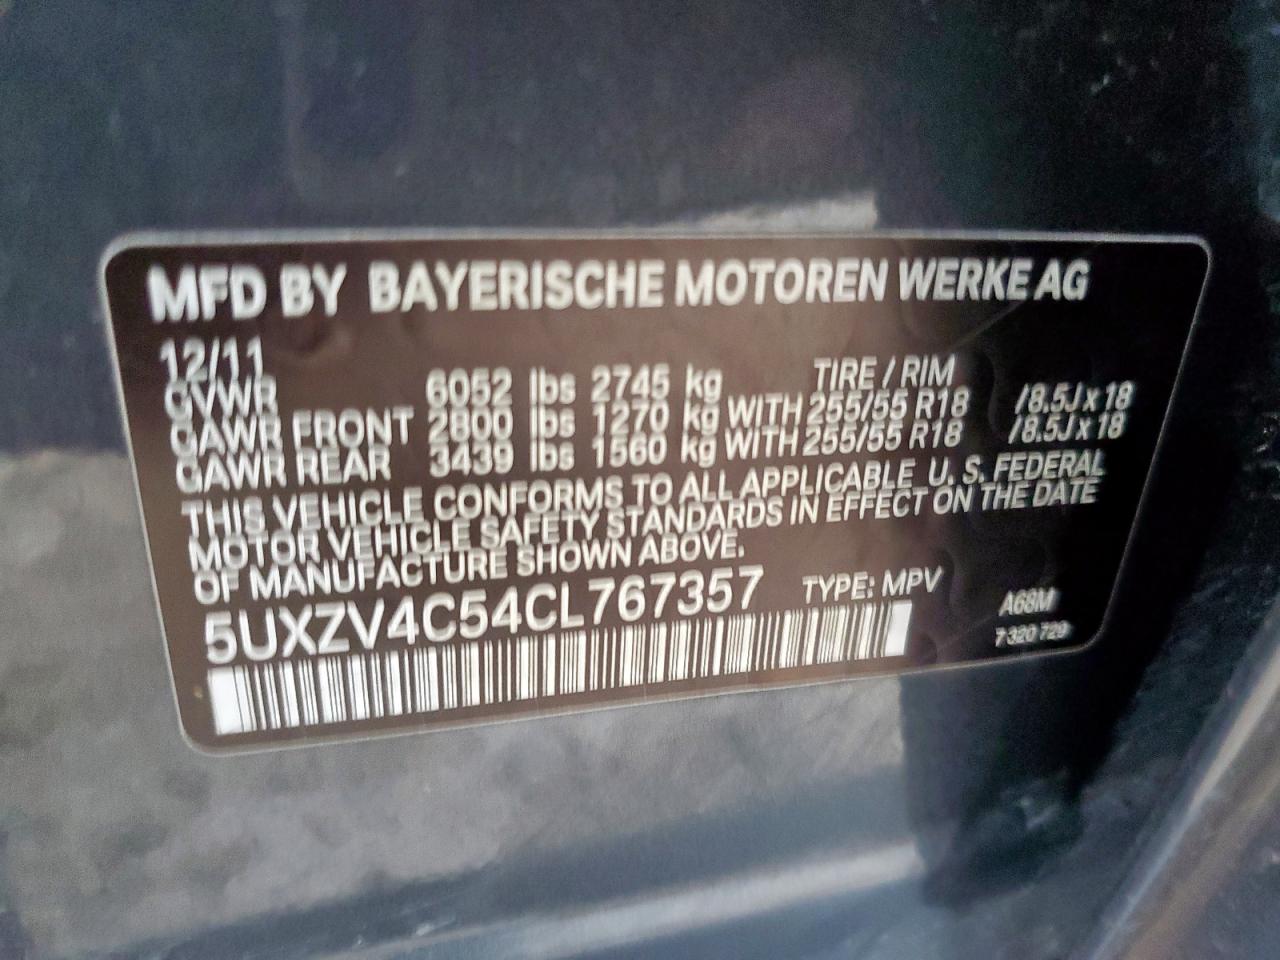 MFD BY BAYERISCHE MOTOREN WERKE AG
12/11 TIRE / RIM
GVWR 6052 lbs 2745 kg
GAWR FRONT 2800 lbs 1270 kg WITH 255/55 R18 /8.5J x 18
GAWR REAR 3439 lbs 1560 kg WITH 255/55 R18 /8.5J x 18
THIS VEHICLE CONFORMS TO ALL APPLICABLE U.S. FEDERAL
MOTOR VEHICLE SAFETY STANDARDS IN EFFECT ON THE DATE
OF MANUFACTURE SHOWN ABOVE.
5UXZV4C54CL767357 TYPE: MPV
A68M
7 320 729